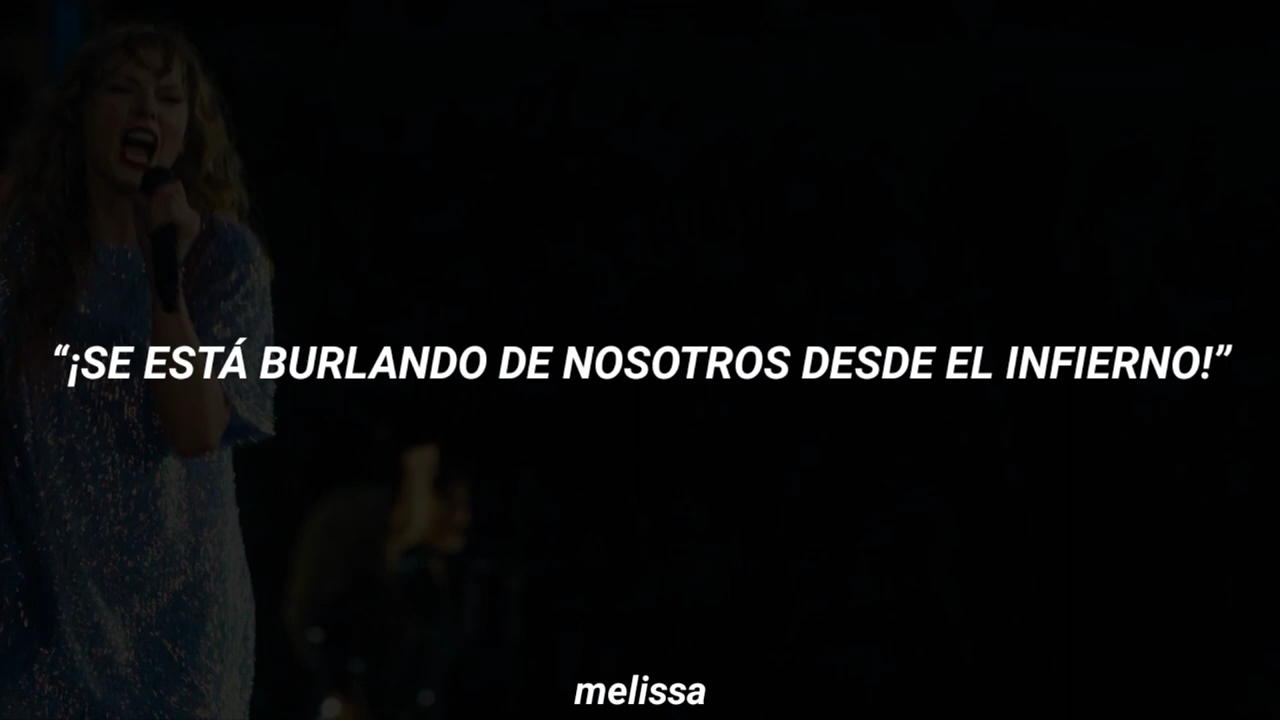 “¡SE ESTÁ BURLANDO DE NOSOTROS DESDE EL INFIERNO!”
melissa